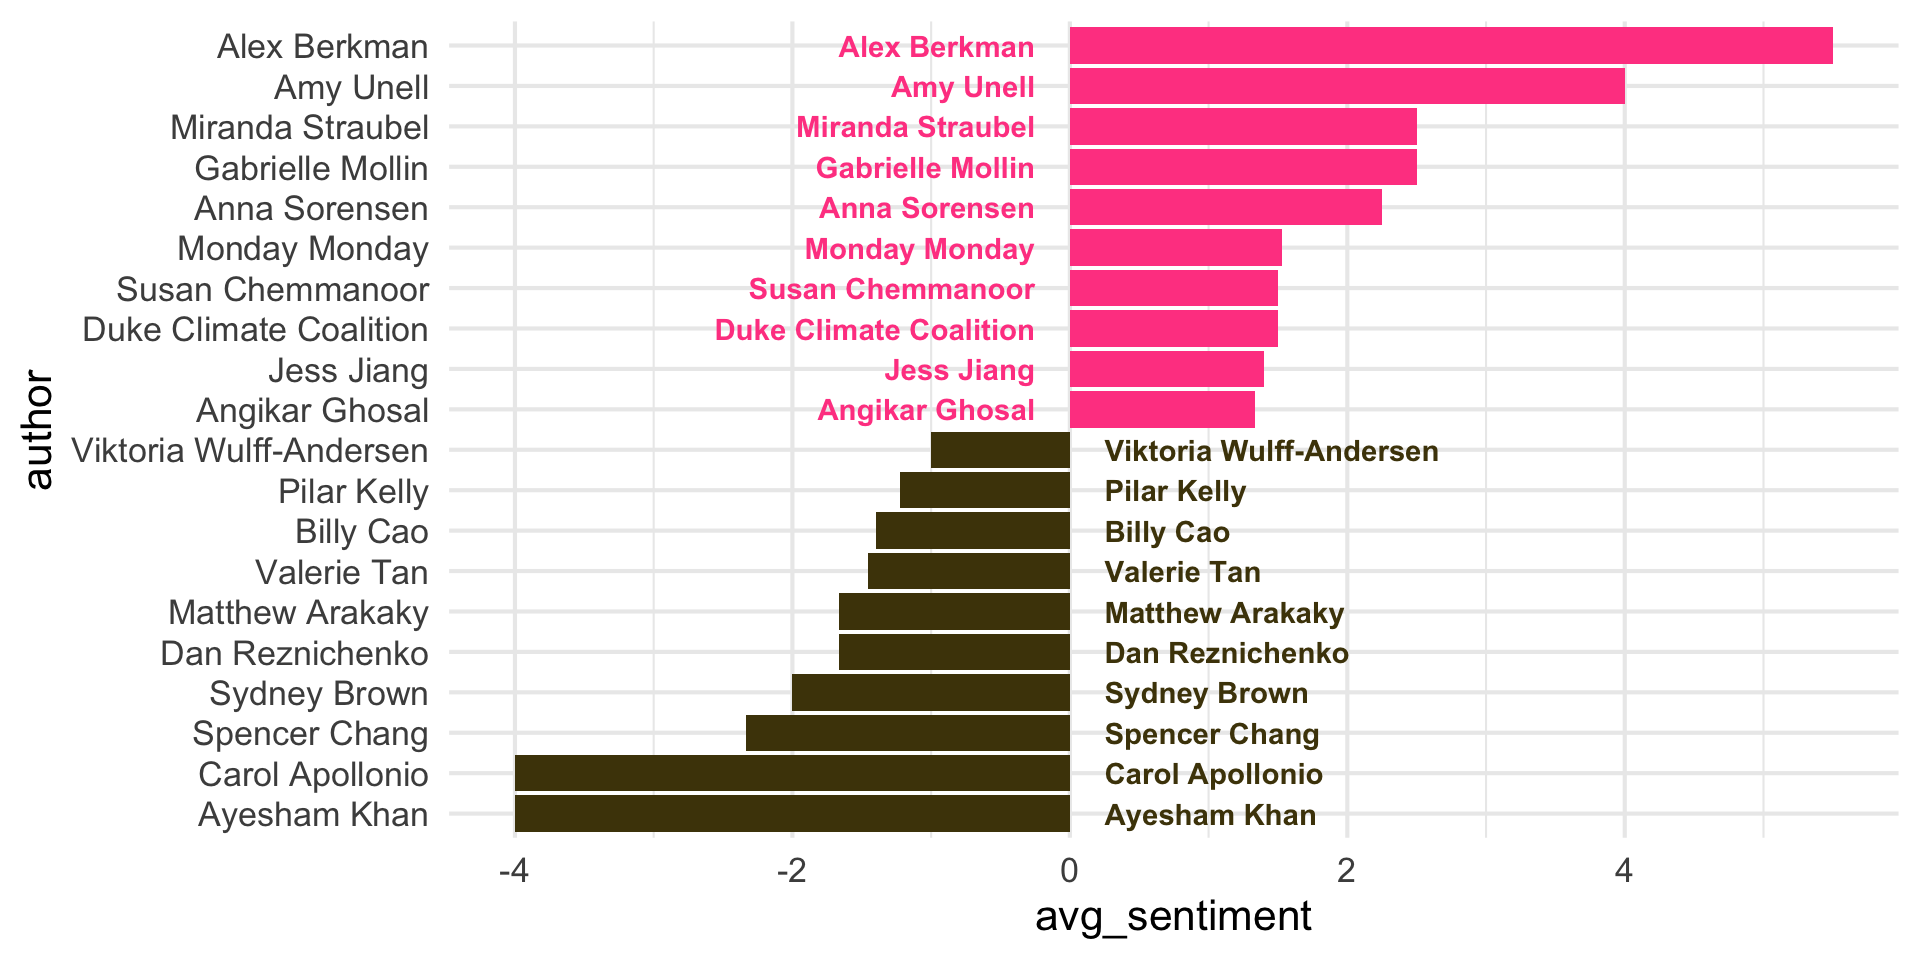 Alex Berkman Alex Berkman
Amy Unell Amy Unell
Miranda Straubel Miranda Straubel
Gabrielle Mollin Gabrielle Mollin
Anna Sorensen Anna Sorensen
Monday Monday Monday Monday
Susan Chemmanoor Susan Chemmanoor
Duke Climate Coalition Duke Climate Coalition
Jess Jiang Jess Jiang
Angikar Ghosal Angikar Ghosal
Viktoria Wulff-Andersen Viktoria Wulff-Andersen
Pilar Kelly Pilar Kelly
Billy Cao Billy Cao
Valerie Tan Valerie Tan
Matthew Arakaky Matthew Arakaky
Dan Reznichenko Dan Reznichenko
Sydney Brown Sydney Brown
Spencer Chang Spencer Chang
Carol Apollonio Carol Apollonio
Ayesham Khan Ayesham Khan
author
-4 -2 0 2 4
avg_sentiment